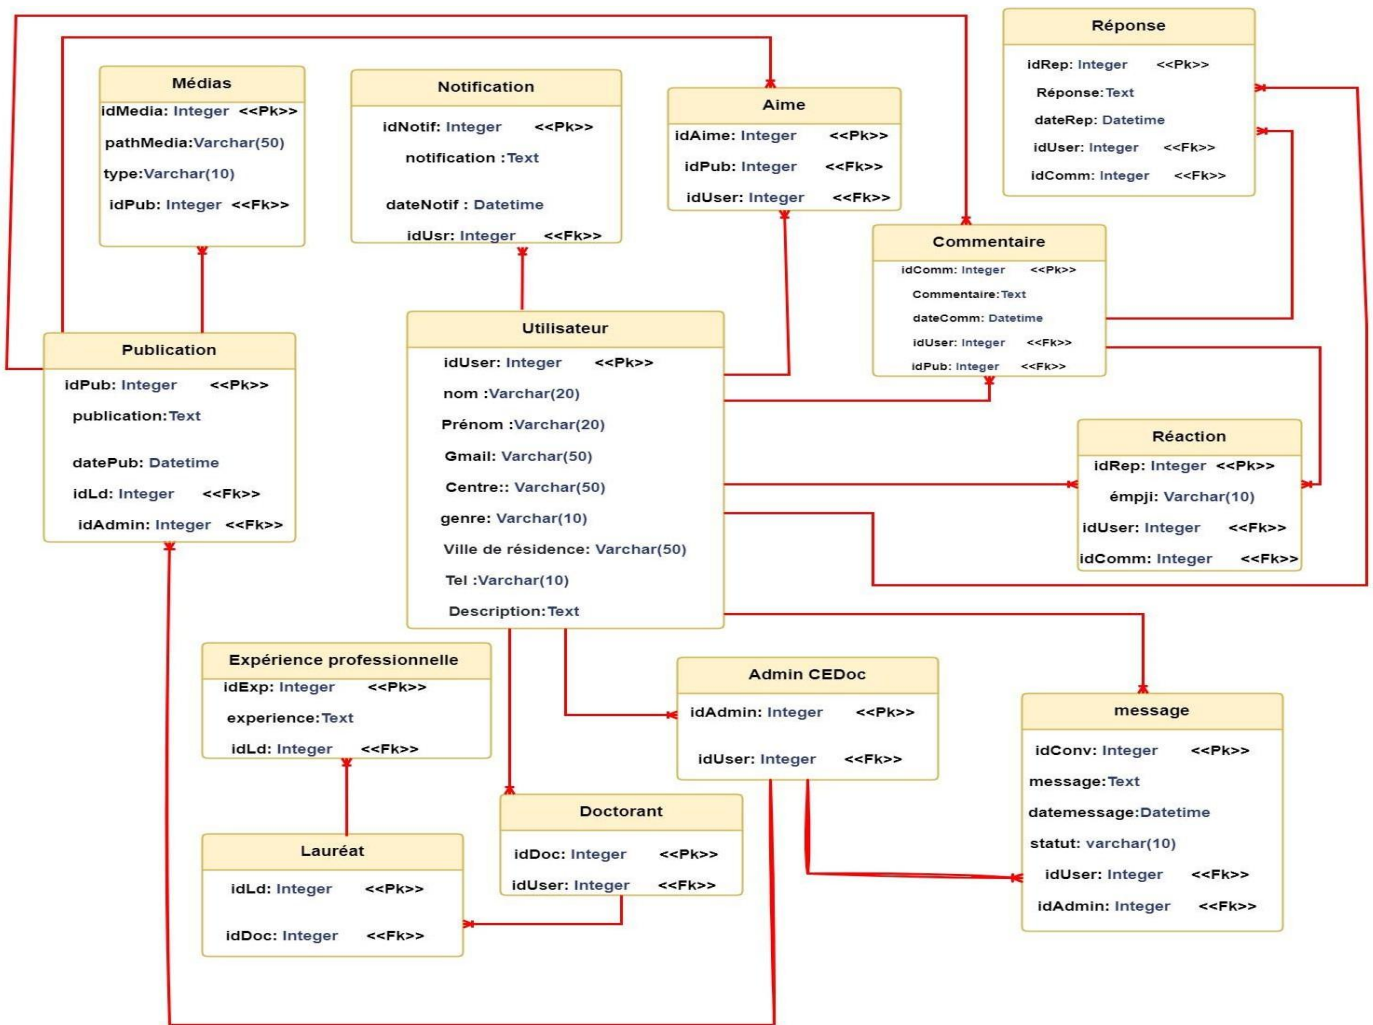 Médias
idMedia: Integer <<Pk>>
pathMedia:Varchar(50)
type:Varchar(10)
idPub: Integer <<Fk>>
Notification
idNotif: Integer <<Pk>>
notification :Text
dateNotif : Datetime
idUsr: Integer <<Fk>>
Aime
idAime: Integer <<Pk>>
idPub: Integer <<Fk>>
idUser: Integer <<Fk>>
Réponse
idRep: Integer <<Pk>>
Réponse:Text
dateRep: Datetime
idUser: Integer <<Fk>>
idComm: Integer <<Fk>>
Commentaire
idComm: Integer <<Pk>>
Commentaire:Text
dateComm: Datetime
idUser: Integer <<Fk>>
idPub: Integer <<Fk>>
Publication
idPub: Integer <<Pk>>
publication:Text
datePub: Datetime
idLd: Integer <<Fk>>
idAdmin: Integer <<Fk>>
Utilisateur
idUser: Integer <<Pk>>
nom :Varchar(20)
Prénom :Varchar(20)
Gmail: Varchar(50)
Centre:: Varchar(50)
genre: Varchar(10)
Ville de résidence: Varchar(50)
Tel :Varchar(10)
Description:Text
Réaction
idRep: Integer <<Pk>>
émpji: Varchar(10)
idUser: Integer <<Fk>>
idComm: Integer <<Fk>>
Expérience professionnelle
idExp: Integer <<Pk>>
experience:Text
idLd: Integer <<Fk>>
Admin CEDoc
idAdmin: Integer <<Pk>>
idUser: Integer <<Fk>>
message
idConv: Integer <<Pk>>
message:Text
datemessage:Datetime
statut: varchar(10)
idUser: Integer <<Fk>>
idAdmin: Integer <<Fk>>
Doctorant
idDoc: Integer <<Pk>>
idUser: Integer <<Fk>>
Lauréat
idLd: Integer <<Pk>>
idDoc: Integer <<Fk>>